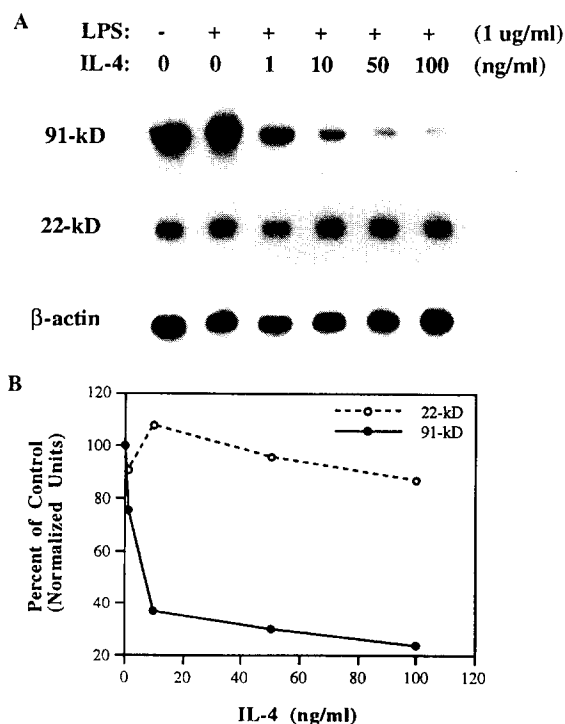 A
LPS: - + + + + + (1 ug/ml)
IL-4: 0 0 1 10 50 100 (ng/ml)
91-kD
22-kD
β-actin
B
120
100
80
60
40
20
0 20 40 60 80 100 120
Percent of Control
(Normalized Units)
22-kD
91-kD
IL-4 (ng/ml)